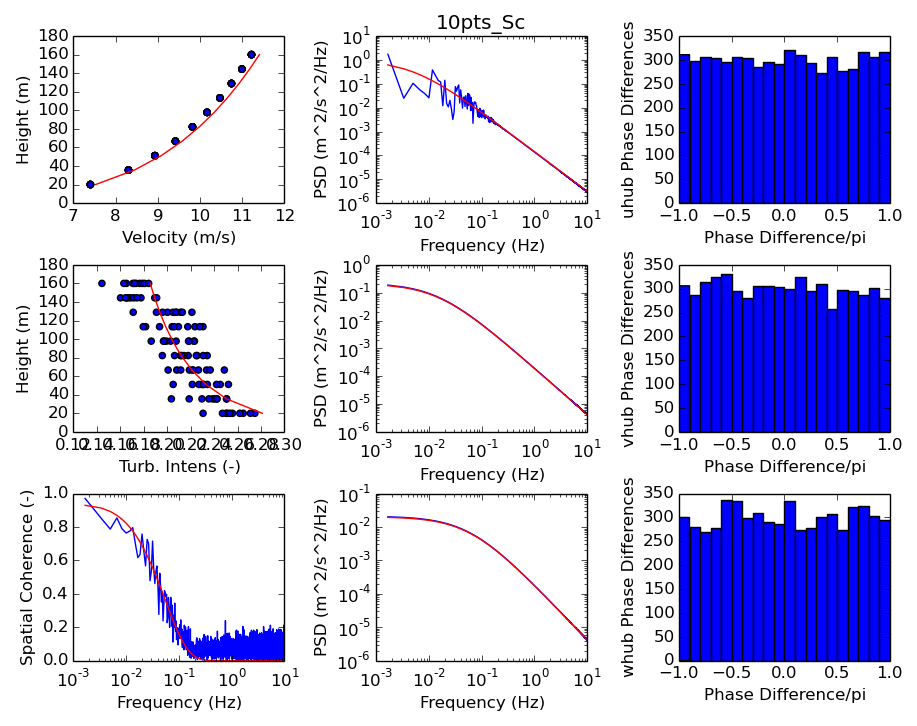 10pts_Sc
180
160
140
120
100
80
60
40
20
0
Height (m)
7 8 9 10 11 12
Velocity (m/s)
10^1
10^0
10^-1
10^-2
10^-3
10^-4
10^-5
10^-6
PSD (m^2/s^2/Hz)
10^-3 10^-2 10^-1 10^0 10^1
Frequency (Hz)
350
300
250
200
150
100
50
0
uhub Phase Differences
−1.0 −0.5 0.0 0.5 1.0
Phase Difference/pi
180
160
140
120
100
80
60
40
20
0
Height (m)
0.10 0.12 0.14 0.16 0.18 0.20 0.22 0.24 0.26 0.28 0.30
Turb. Intens (-)
10^0
10^-1
10^-2
10^-3
10^-4
10^-5
10^-6
PSD (m^2/s^2/Hz)
10^-3 10^-2 10^-1 10^0 10^1
Frequency (Hz)
350
300
250
200
150
100
50
0
vhub Phase Differences
−1.0 −0.5 0.0 0.5 1.0
Phase Difference/pi
1.0
0.8
0.6
0.4
0.2
0.0
Spatial Coherence (-)
10^-3 10^-2 10^-1 10^0 10^1
Frequency (Hz)
10^-1
10^-2
10^-3
10^-4
10^-5
10^-6
PSD (m^2/s^2/Hz)
10^-3 10^-2 10^-1 10^0 10^1
Frequency (Hz)
350
300
250
200
150
100
50
0
whub Phase Differences
−1.0 −0.5 0.0 0.5 1.0
Phase Difference/pi